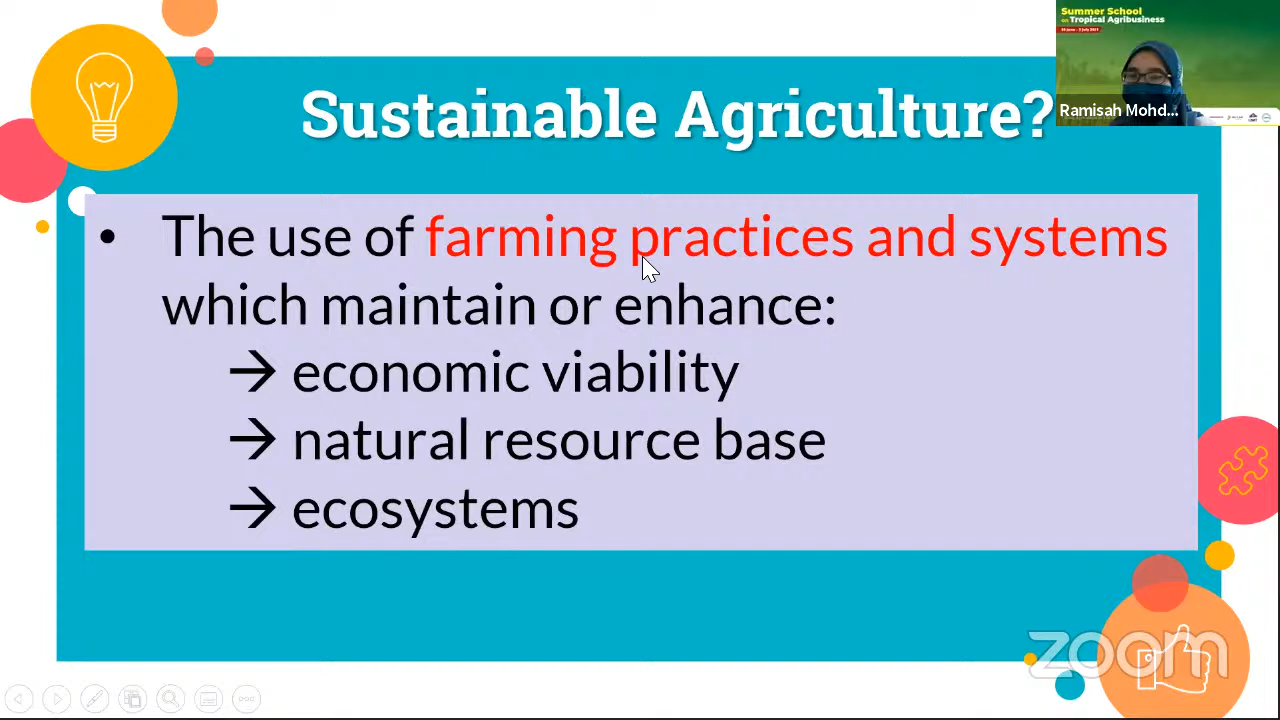 Summer School
on Tropical Agribusiness
Ramisah Mohd...
Sustainable Agriculture?
• The use of farming practices and systems
which maintain or enhance:
→ economic viability
→ natural resource base
→ ecosystems
zoom